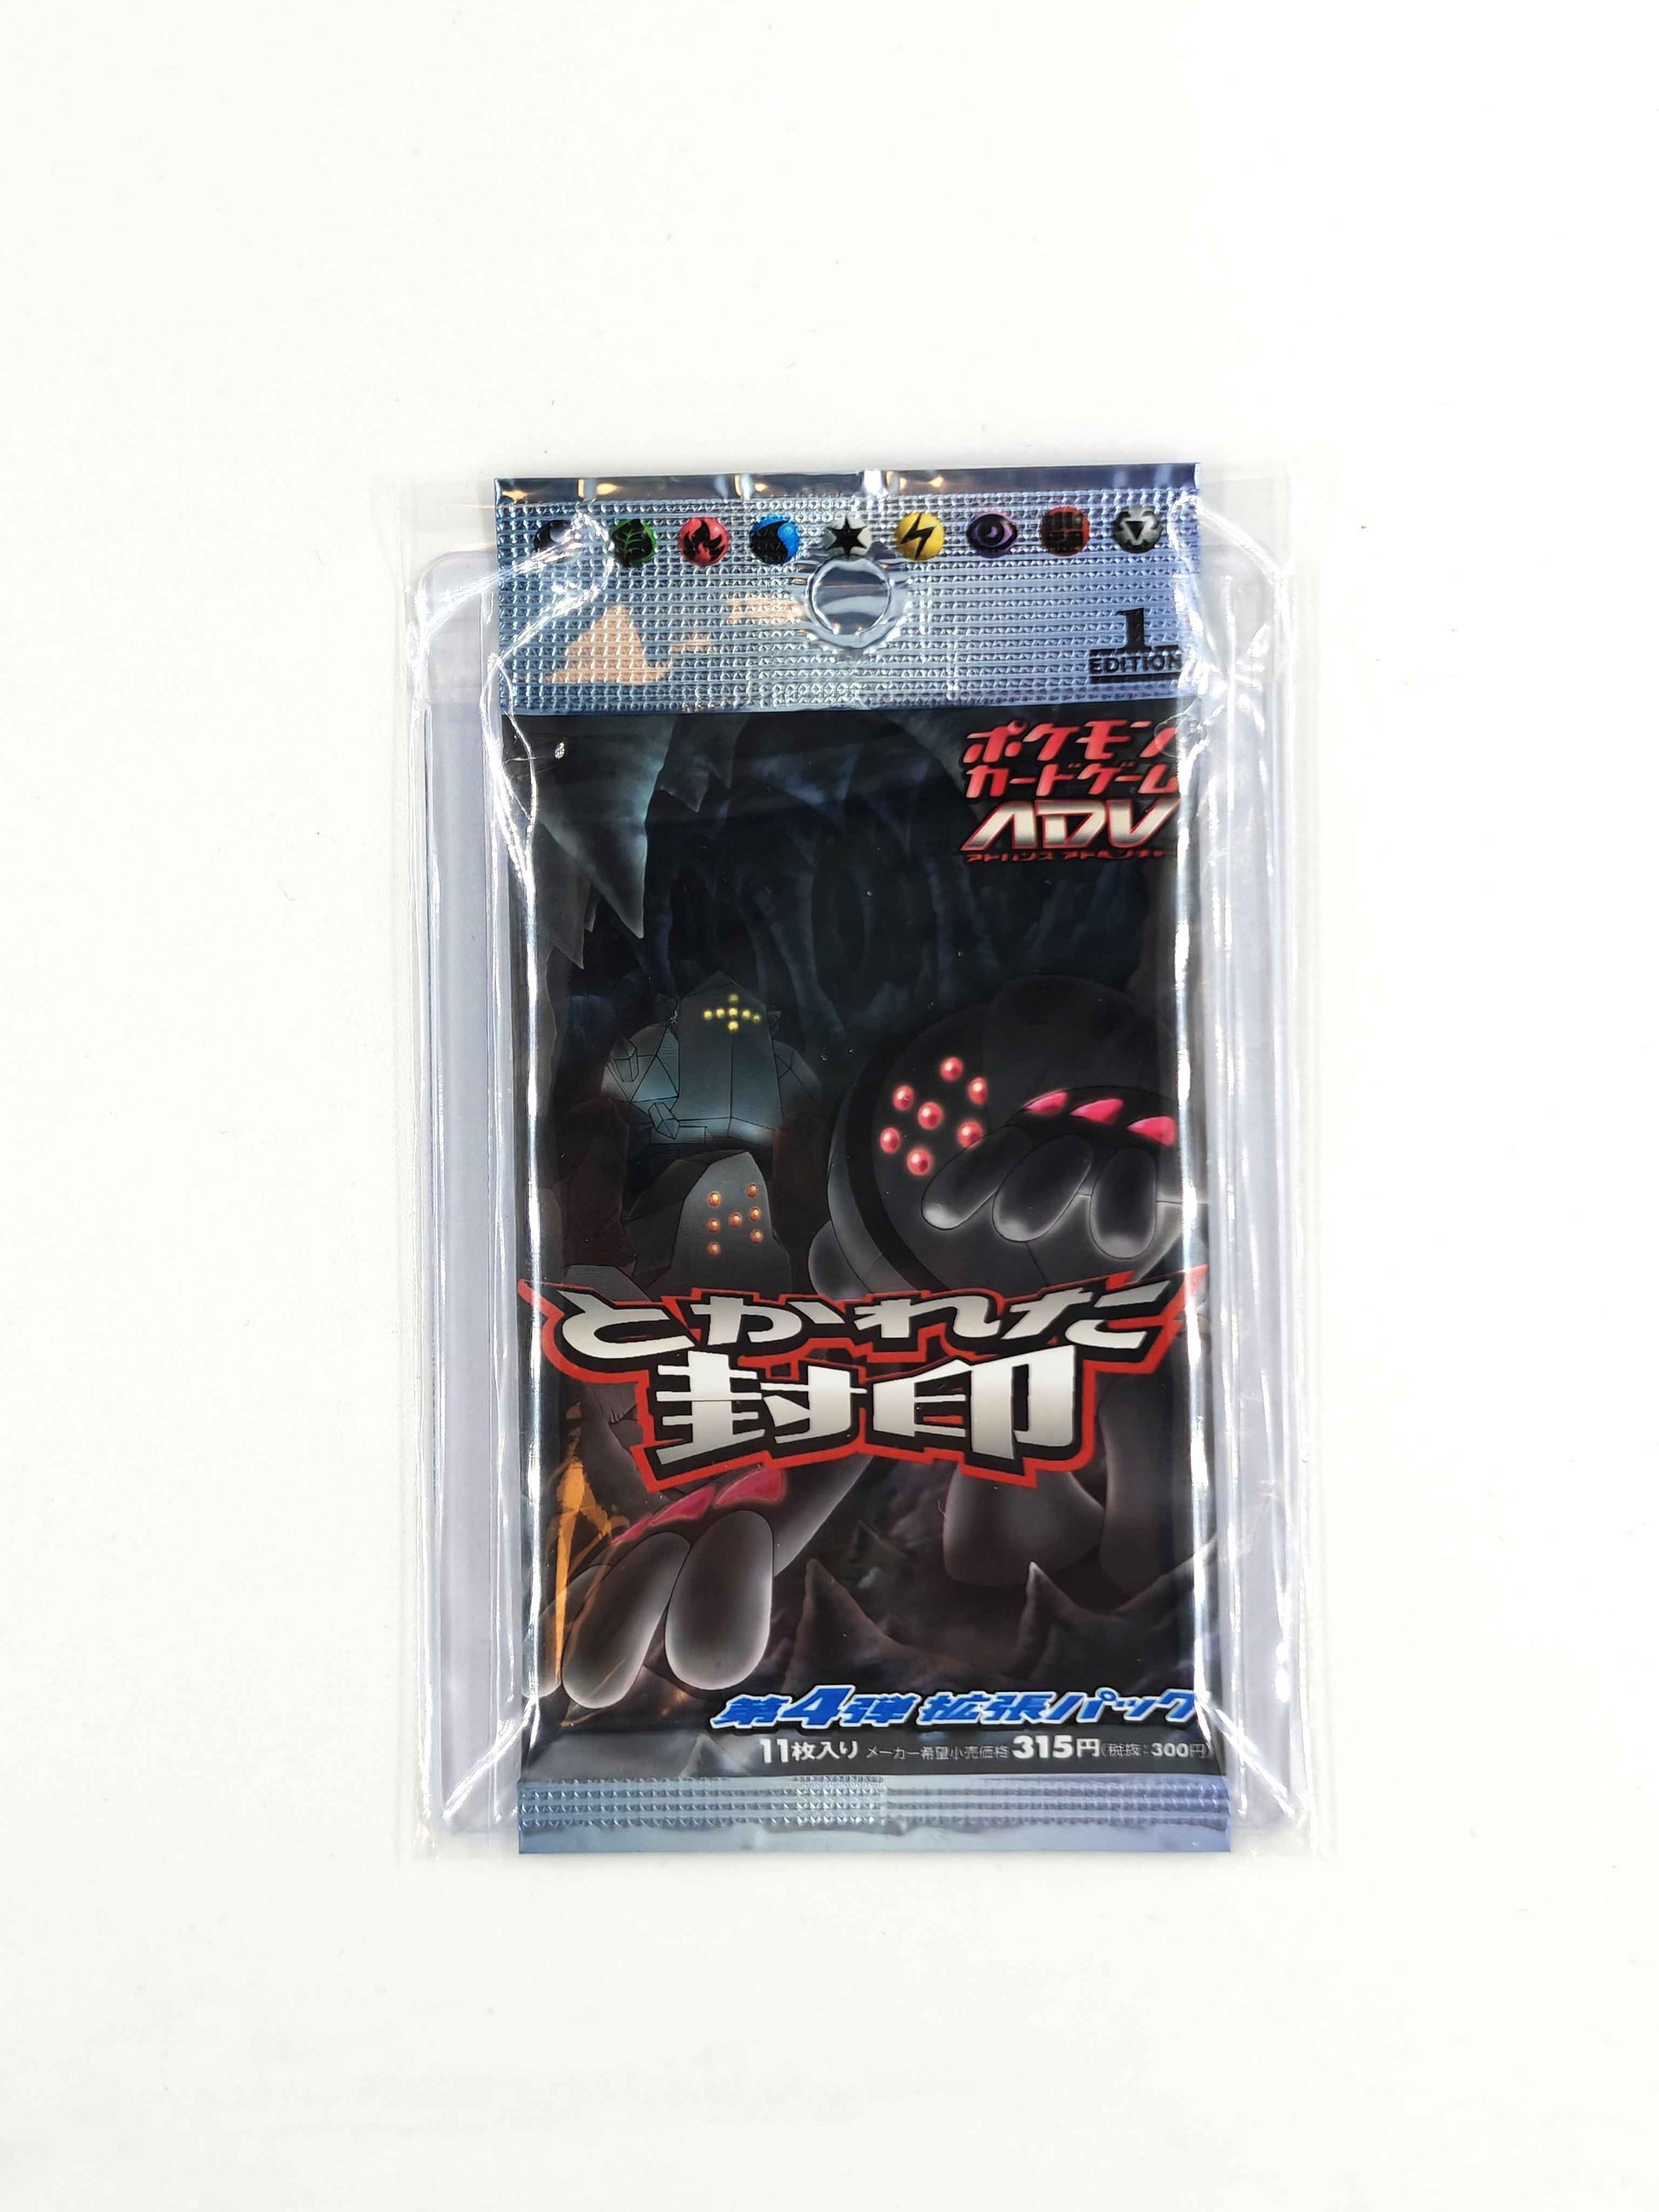 1
EDITION
ポケモン
カードゲーム
ADV
とかれた
封印
第4弾 拡張パック
11枚入り メーカー希望小売価格 315円(税抜:300円)